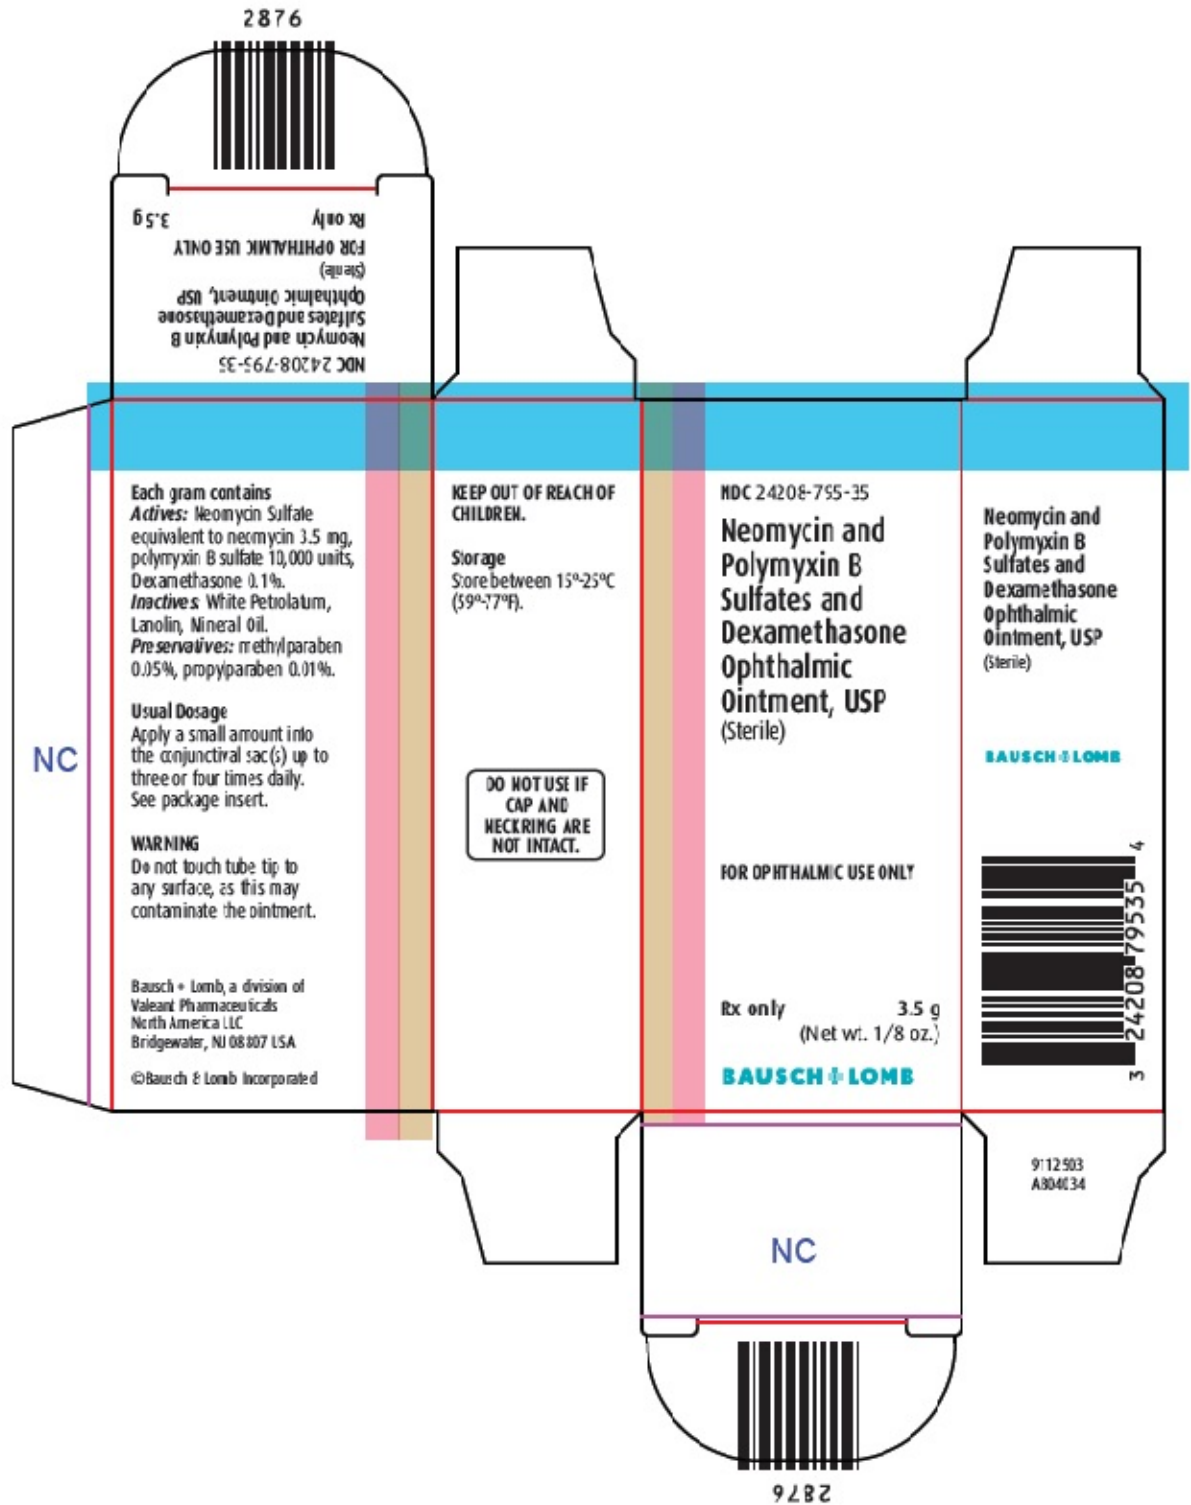 2876
3.5 g
Rx only
FOR OPHTHALMIC USE ONLY
(Sterile)
Ophthalmic Ointment, USP
Sulfates and Dexamethasone
Neomycin and Polymyxin B
NDC 24208-795-35
NC
Each gram contains
Actives: Neomycin Sulfate
equivalent to neomycin 3.5 mg,
polymyxin B sulfate 10,000 units,
Dexamethasone 0.1%.
Inactives: White Petrolatum,
Lanolin, Mineral Oil.
Preservatives: methylparaben
0.05%, propylparaben 0.01%.
Usual Dosage
Apply a small amount into
the conjunctival sac(s) up to
three or four times daily.
See package insert.
WARNING
Do not touch tube tip to
any surface, as this may
contaminate the ointment.
Bausch + Lomb, a division of
Valeant Pharmaceuticals
North America LLC
Bridgewater, NJ 08807 USA
©Bausch & Lomb Incorporated
KEEP OUT OF REACH OF
CHILDREN.
Storage
Store between 15°-25°C
(59°-77°F).
DO NOT USE IF
CAP AND
NECKRING ARE
NOT INTACT.
NDC 24208-795-35
Neomycin and
Polymyxin B
Sulfates and
Dexamethasone
Ophthalmic
Ointment, USP
(Sterile)
FOR OPHTHALMIC USE ONLY
Rx only 3.5 g
(Net wt. 1/8 oz.)
BAUSCH + LOMB
Neomycin and
Polymyxin B
Sulfates and
Dexamethasone
Ophthalmic
Ointment, USP
(Sterile)
BAUSCH + LOMB
3 24208 79535 4
9112503
AB04034
NC
2876